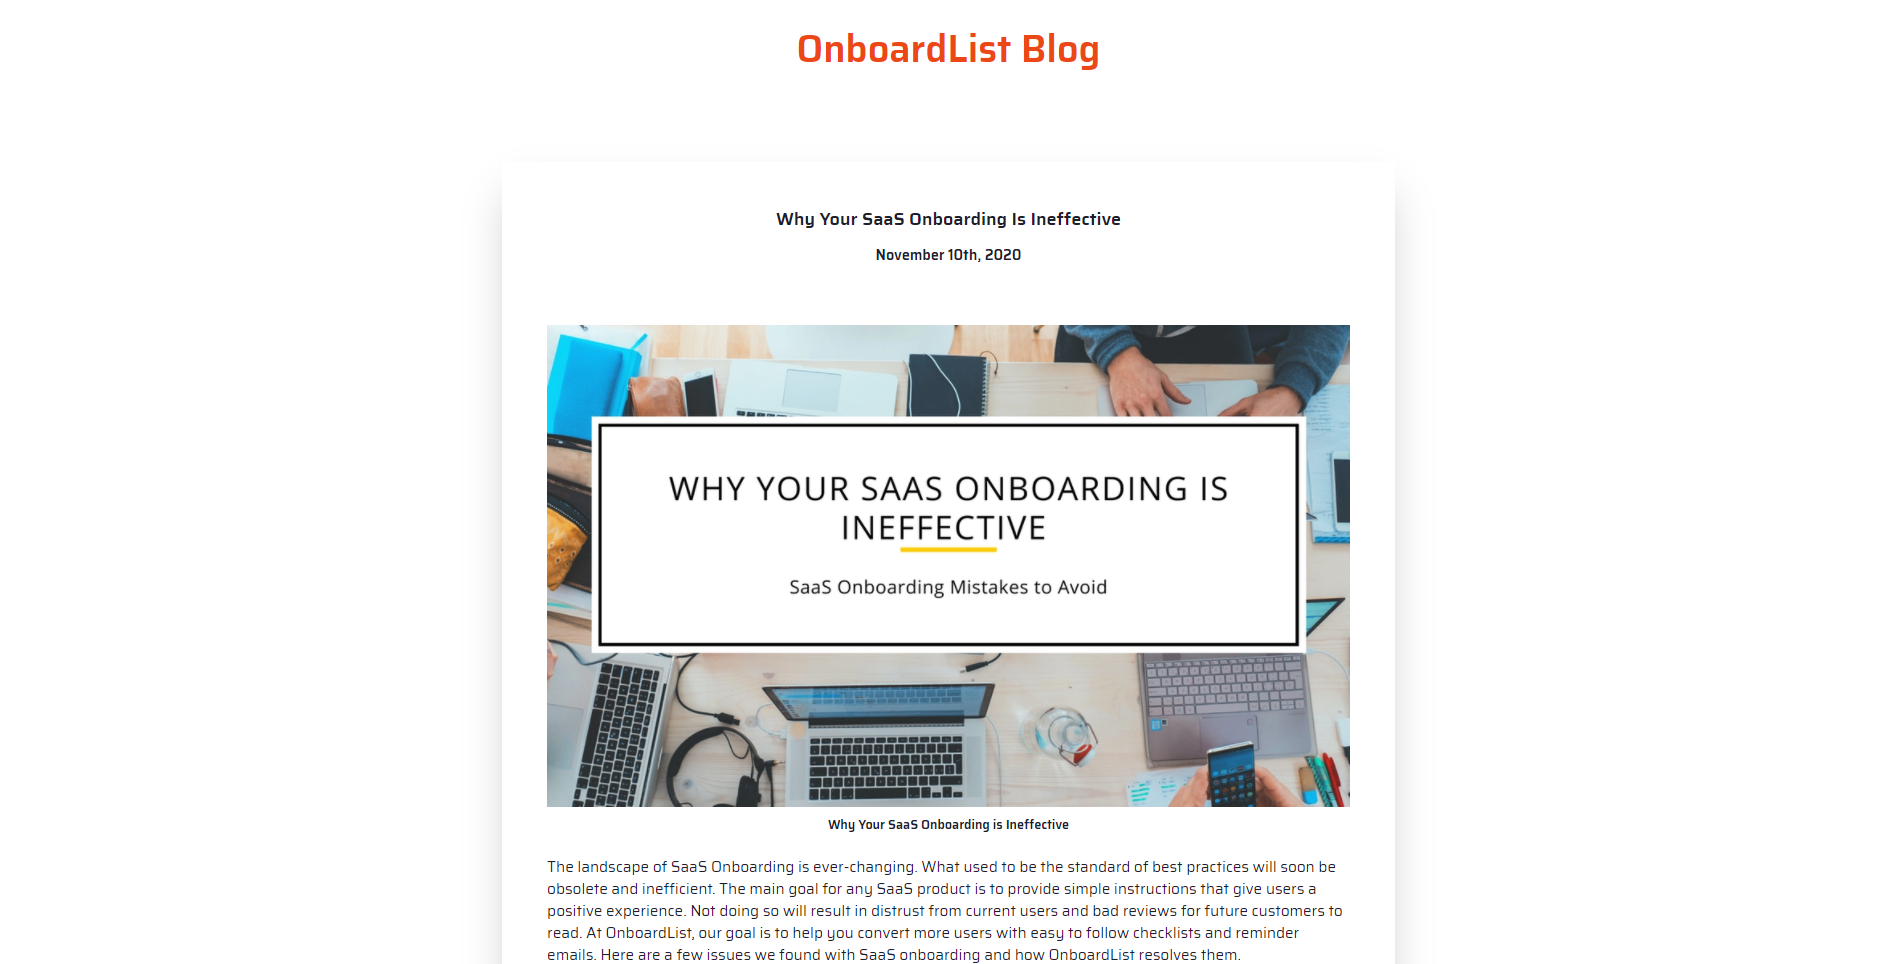 OnboardList Blog
Why Your SaaS Onboarding Is Ineffective
November 10th, 2020
WHY YOUR SAAS ONBOARDING IS
INEFFECTIVE
SaaS Onboarding Mistakes to Avoid
Why Your SaaS Onboarding is Ineffective
The landscape of SaaS Onboarding is ever-changing. What used to be the standard of best practices will soon be
obsolete and inefficient. The main goal for any SaaS product is to provide simple instructions that give users a
positive experience. Not doing so will result in distrust from current users and bad reviews for future customers to
read. At OnboardList, our goal is to help you convert more users with easy to follow checklists and reminder
emails. Here are a few issues we found with SaaS onboarding and how OnboardList resolves them.